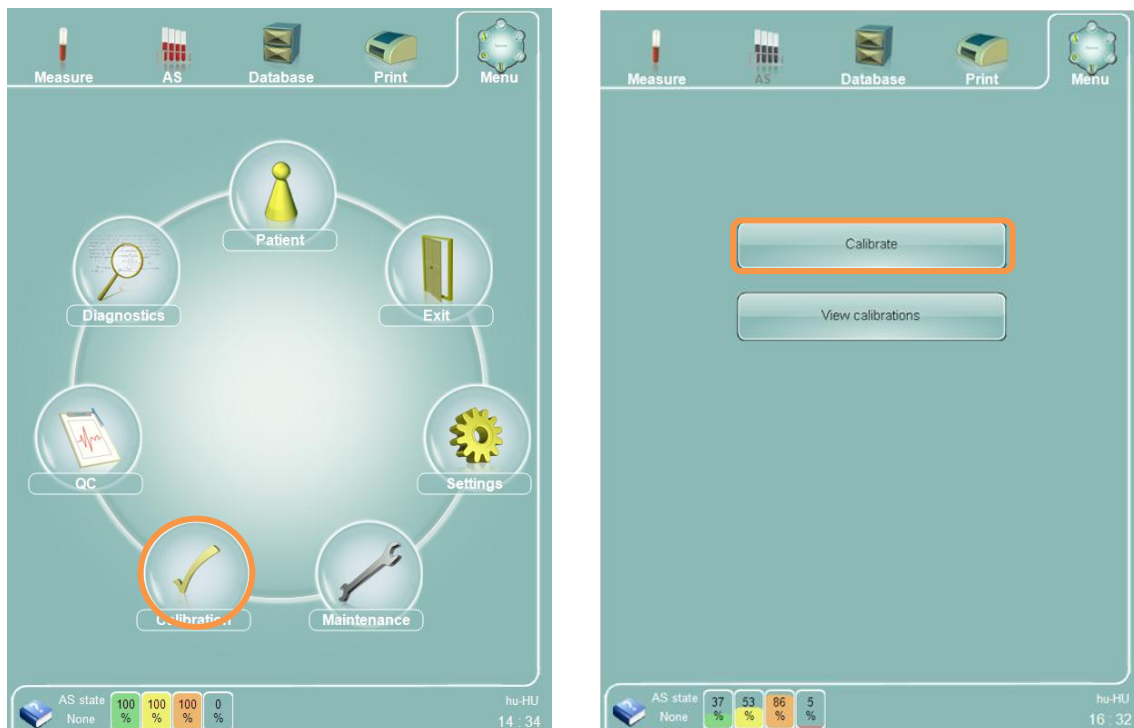 Measure AS Database Print Menu
Patient
Diagnostics Exit
QC Settings
Calibration Maintenance
AS state
None
100 % 100 % 100 % 0 %
hu-HU
14 : 34
Measure AS Database Print Menu
Calibrate
View calibrations
AS state
None
37 % 53 % 86 % 5 %
hu-HU
16 : 32